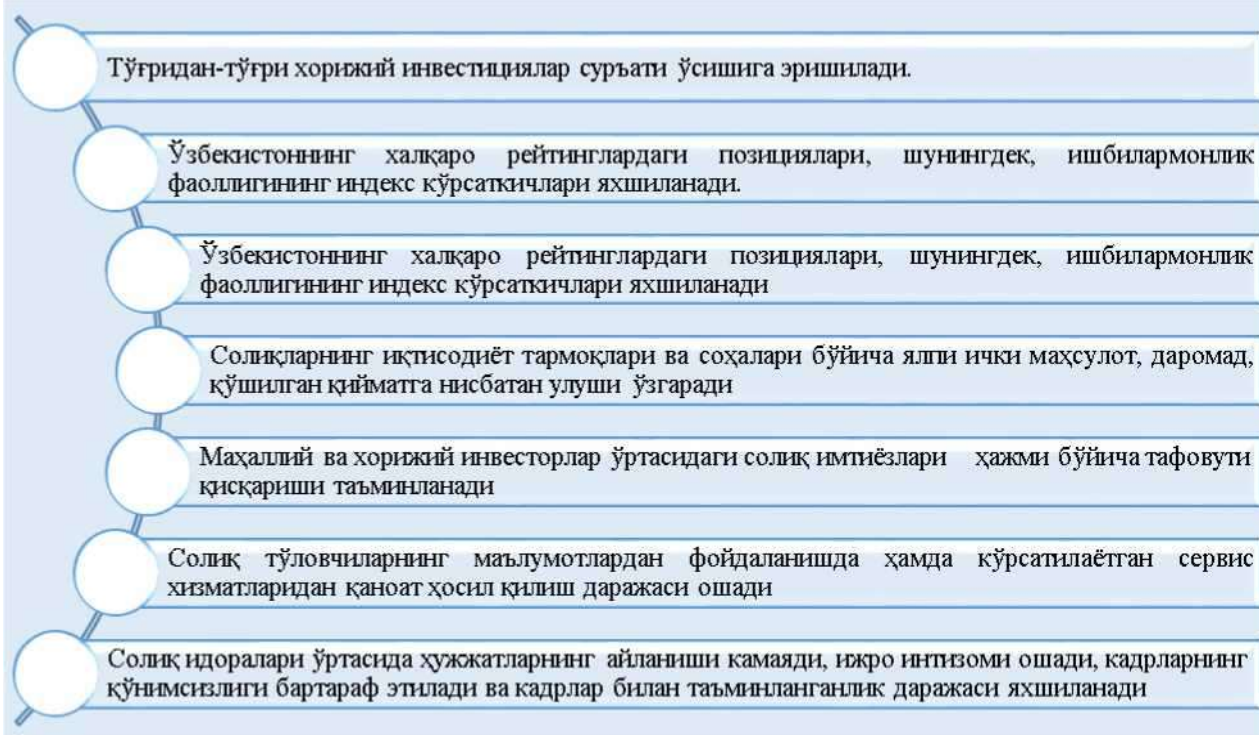 Тўғридан-тўғри хорижий инвестициялар суръати ўсишига эришилади.
Ўзбекистоннинг халқаро рейтинглардаги позициялари, шунингдек, ишбилармонлик
фаоллигининг индекс кўрсаткичлари яхшиланади.
Ўзбекистоннинг халқаро рейтинглардаги позициялари, шунингдек, ишбилармонлик
фаоллигининг индекс кўрсаткичлари яхшиланади
Солиқларнинг иқтисодиёт тармоқлари ва соҳалари бўйича ялпи ички маҳсулот, даромад,
қўшилган қийматга нисбатан улуши ўзгаради
Маҳаллий ва хорижий инвесторлар ўртасидаги солиқ имтиёзлари ҳажми бўйича тафовути
қисқариши таъминланади
Солиқ тўловчиларнинг маълумотлардан фойдаланишда ҳамда кўрсатилаётган сервис
хизматларидан қаноат ҳосил қилиш даражаси ошади
Солиқ идоралари ўртасида ҳужжатларнинг айланиши камаяди, ижро интизоми ошади, кадрларнинг
қўнимсизлиги бартараф этилади ва кадрлар билан таъминланганлик даражаси яхшиланади